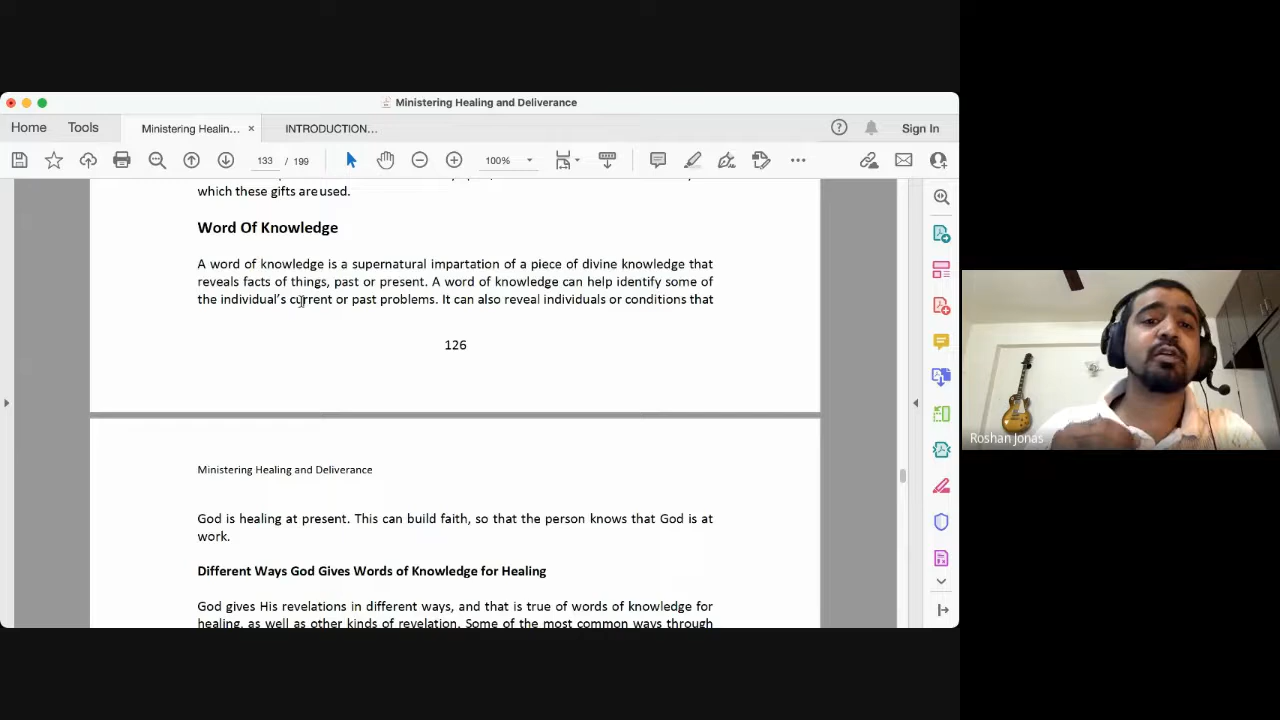 Ministering Healing and Deliverance
Home Tools Ministering Healin... × INTRODUCTION... Sign In
133 / 199 100%
which these gifts are used.
Word Of Knowledge
A word of knowledge is a supernatural impartation of a piece of divine knowledge that
reveals facts of things, past or present. A word of knowledge can help identify some of
the individual's current or past problems. It can also reveal individuals or conditions that
126
Ministering Healing and Deliverance
God is healing at present. This can build faith, so that the person knows that God is at
work.
Different Ways God Gives Words of Knowledge for Healing
God gives His revelations in different ways, and that is true of words of knowledge for
healing, as well as other kinds of revelation. Some of the most common ways through
Roshan Jonas